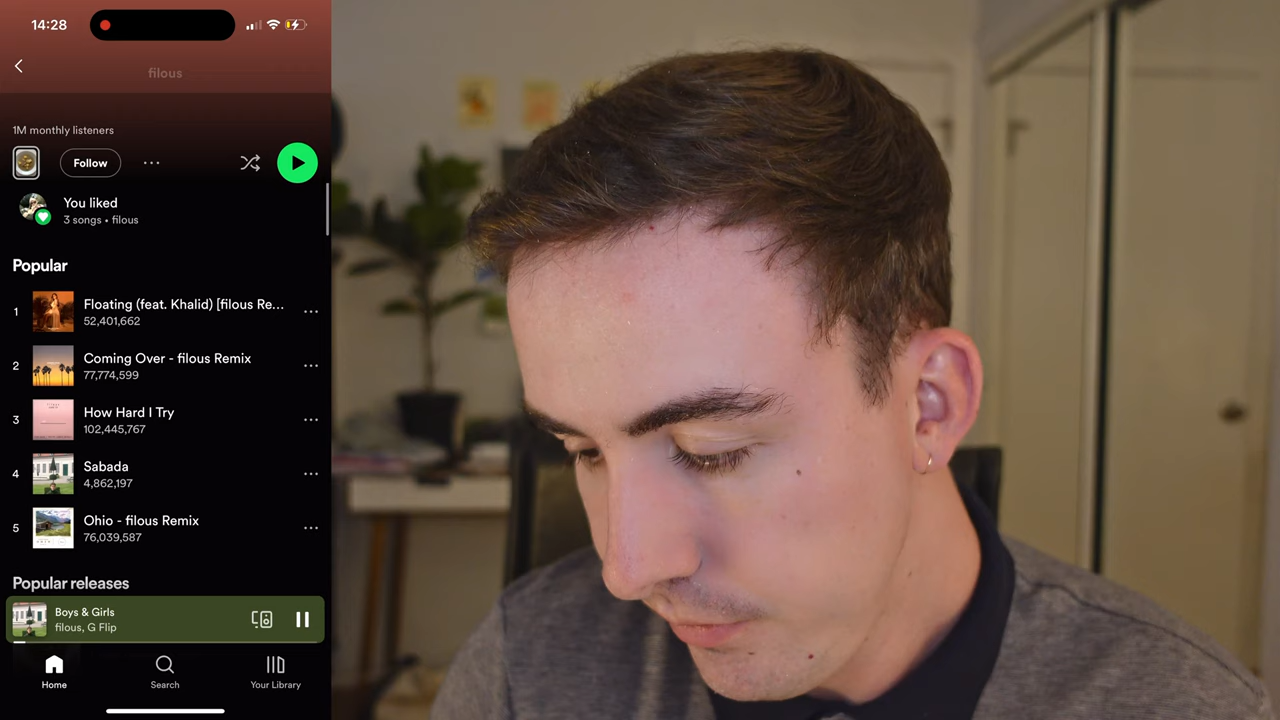 14:28
filous
1M monthly listeners
Follow
You liked
3 songs • filous
Popular
1
Floating (feat. Khalid) [filous Re...
52,401,662
2
Coming Over - filous Remix
77,774,599
3
How Hard I Try
102,445,767
4
Sabada
4,862,197
5
Ohio - filous Remix
76,039,587
Popular releases
Boys & Girls
filous, G Flip
Home
Search
Your Library